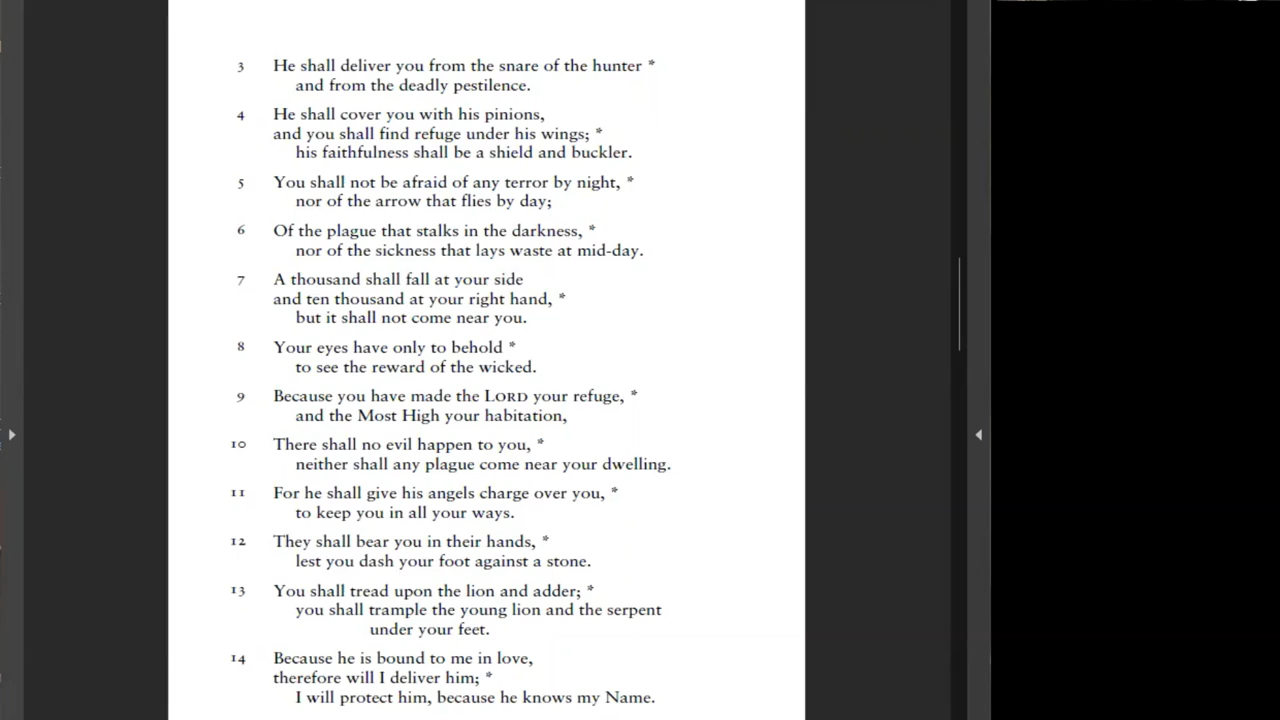 3 He shall deliver you from the snare of the hunter *
and from the deadly pestilence.
4 He shall cover you with his pinions,
and you shall find refuge under his wings; *
his faithfulness shall be a shield and buckler.
5 You shall not be afraid of any terror by night, *
nor of the arrow that flies by day;
6 Of the plague that stalks in the darkness, *
nor of the sickness that lays waste at mid-day.
7 A thousand shall fall at your side
and ten thousand at your right hand, *
but it shall not come near you.
8 Your eyes have only to behold *
to see the reward of the wicked.
9 Because you have made the LORD your refuge, *
and the Most High your habitation,
10 There shall no evil happen to you, *
neither shall any plague come near your dwelling.
11 For he shall give his angels charge over you, *
to keep you in all your ways.
12 They shall bear you in their hands, *
lest you dash your foot against a stone.
13 You shall tread upon the lion and adder; *
you shall trample the young lion and the serpent
under your feet.
14 Because he is bound to me in love,
therefore will I deliver him; *
I will protect him, because he knows my Name.